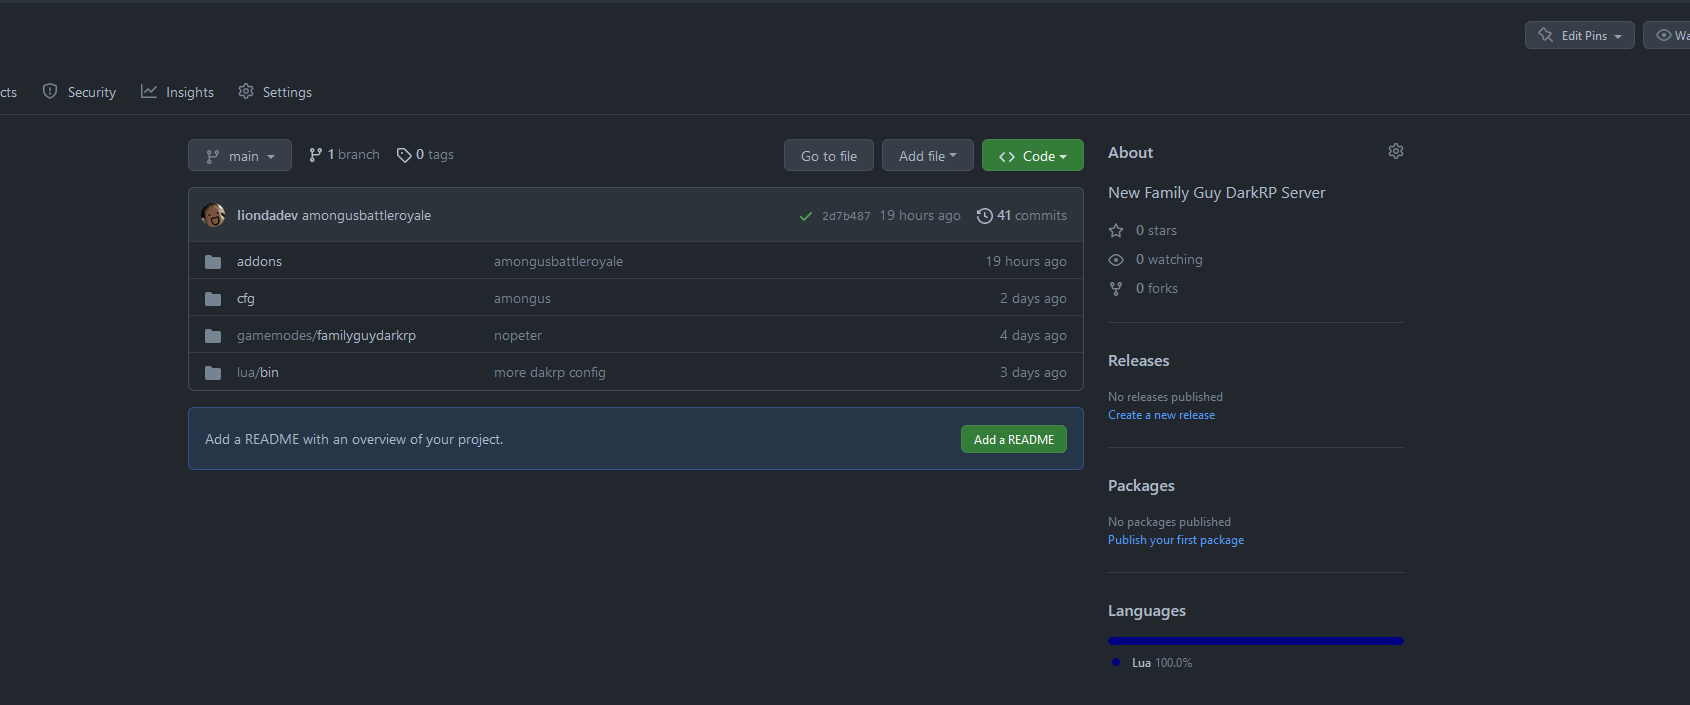 Edit Pins
Wa
cts Security Insights Settings
main 1 branch 0 tags Go to file Add file Code
liondadev amongusbattleroyale 2d7b487 19 hours ago 41 commits
addons amongusbattleroyale 19 hours ago
cfg amongus 2 days ago
gamemodes/familyguydarkrp nopeter 4 days ago
lua/bin more dakrp config 3 days ago
Add a README with an overview of your project. Add a README
About
New Family Guy DarkRP Server
0 stars
0 watching
0 forks
Releases
No releases published
Create a new release
Packages
No packages published
Publish your first package
Languages
Lua 100.0%